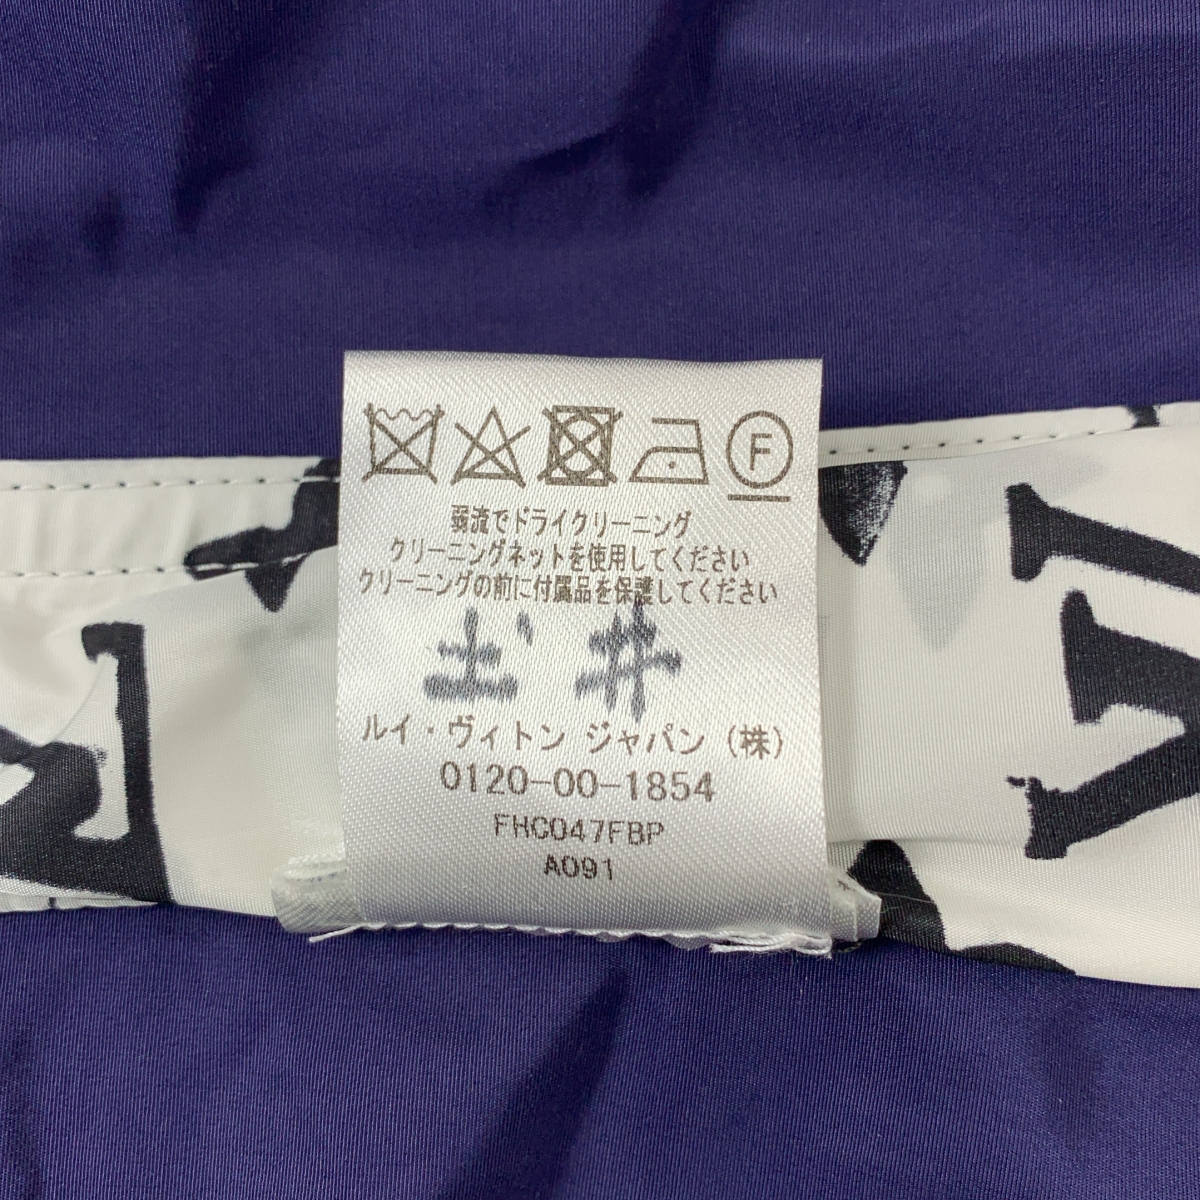 F
弱流でドライクリーニング
クリーニングネットを使用してください
クリーニングの前に付属品を保護してください
土井
ルイ・ヴィトン ジャパン (株)
0120-00-1854
FHC047FBP
A091